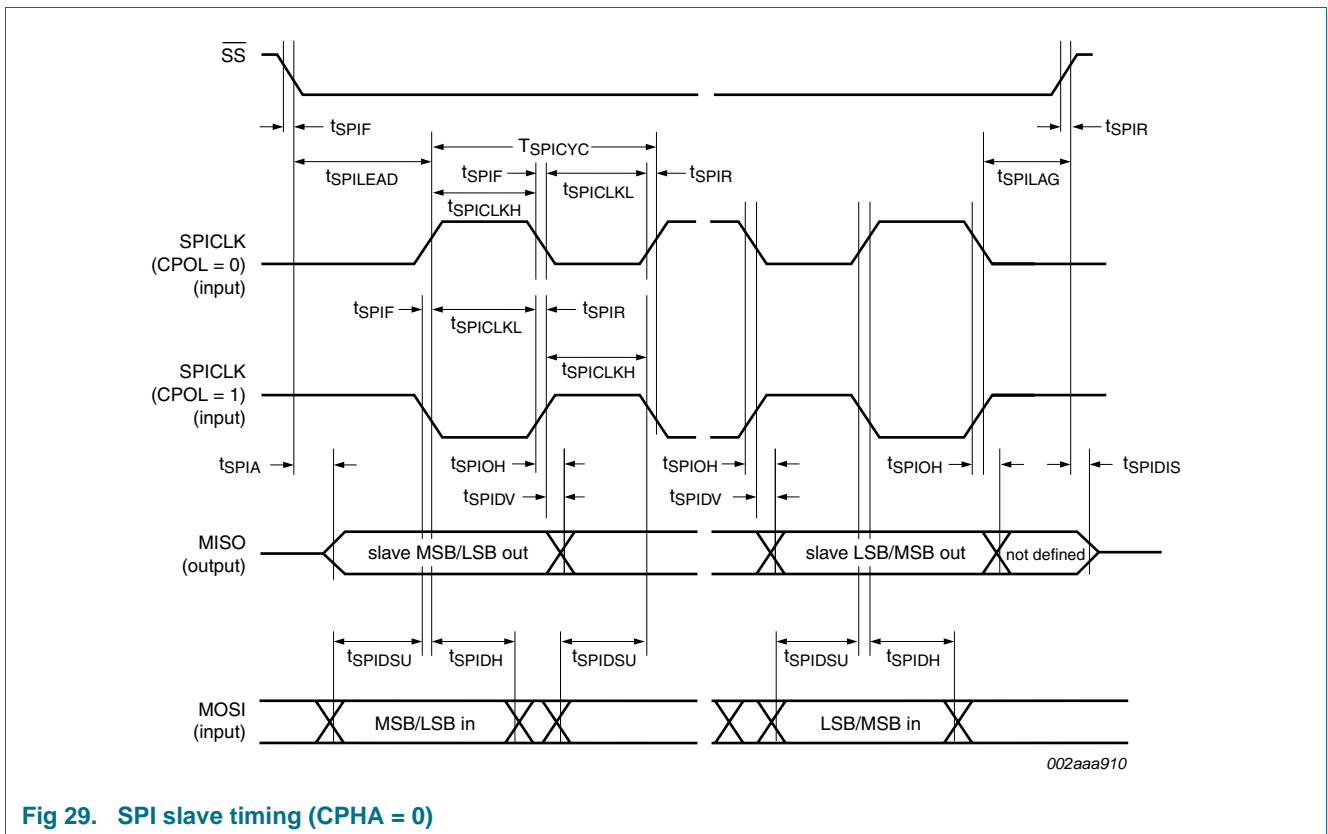 SS
tSPIF
tSPIR
TSPICYC
tSPILEAD
tSPIF
tSPICLKL
tSPIR
tSPILAG
tSPICLKH
SPICLK
(CPOL = 0)
(input)
tSPIF
tSPICLKL
tSPIR
tSPICLKH
SPICLK
(CPOL = 1)
(input)
tSPIA
tSPIOH
tSPIOH
tSPIOH
tSPIDIS
tSPIDV
tSPIDV
MISO
(output)
slave MSB/LSB out
slave LSB/MSB out
not defined
tSPIDSU
tSPIDH
tSPIDSU
tSPIDSU
tSPIDH
MOSI
(input)
MSB/LSB in
LSB/MSB in
002aaa910
Fig 29. SPI slave timing (CPHA = 0)